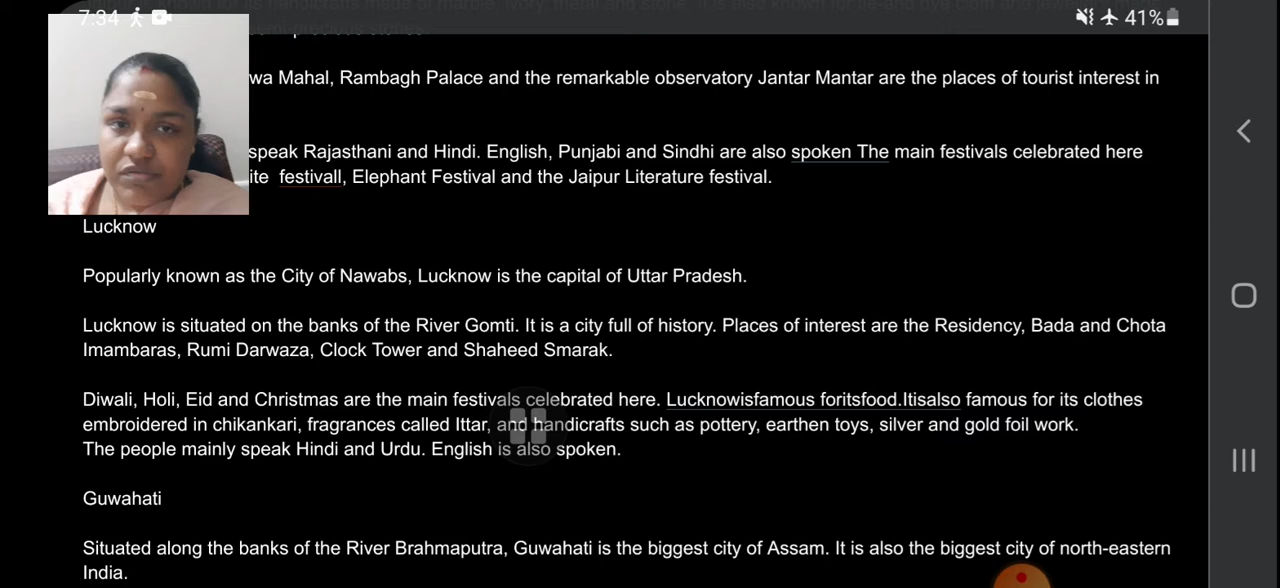 7:34 41%
wa Mahal, Rambagh Palace and the remarkable observatory Jantar Mantar are the places of tourist interest in
speak Rajasthani and Hindi. English, Punjabi and Sindhi are also spoken The main festivals celebrated here
ite festivall, Elephant Festival and the Jaipur Literature festival.
Lucknow
Popularly known as the City of Nawabs, Lucknow is the capital of Uttar Pradesh.
Lucknow is situated on the banks of the River Gomti. It is a city full of history. Places of interest are the Residency, Bada and Chota
Imambaras, Rumi Darwaza, Clock Tower and Shaheed Smarak.
Diwali, Holi, Eid and Christmas are the main festivals celebrated here. Lucknowisfamous foritsfood.Itisalso famous for its clothes
embroidered in chikankari, fragrances called Ittar, and handicrafts such as pottery, earthen toys, silver and gold foil work.
The people mainly speak Hindi and Urdu. English is also spoken.
Guwahati
Situated along the banks of the River Brahmaputra, Guwahati is the biggest city of Assam. It is also the biggest city of north-eastern
India.